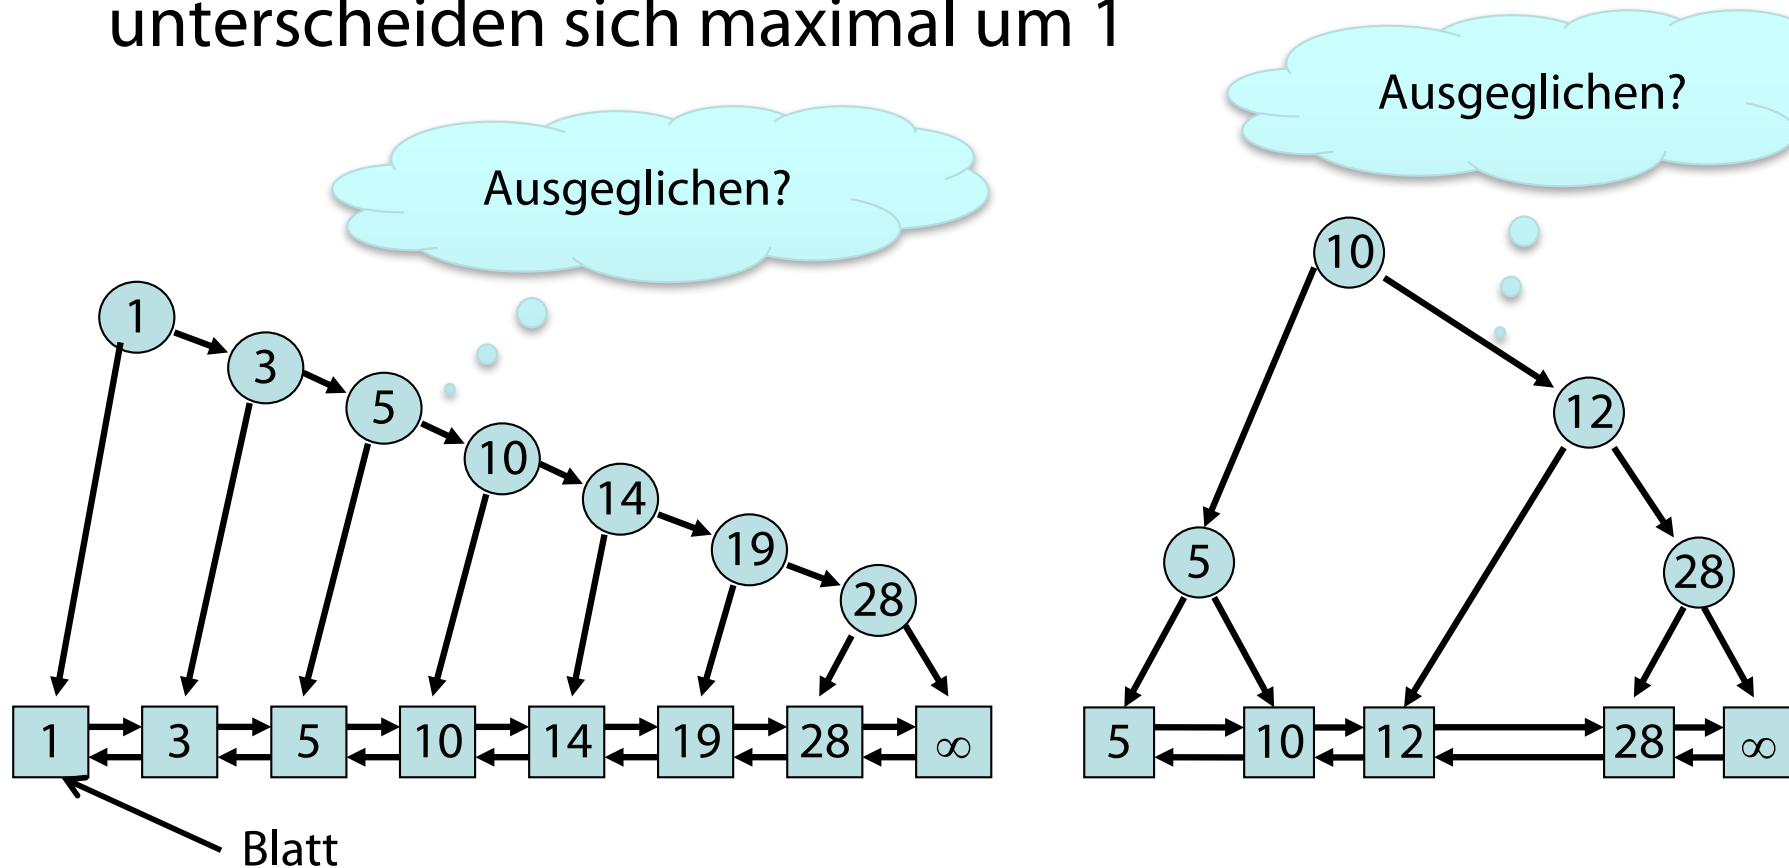 unterscheiden sich maximal um 1
Ausgeglichen?
Ausgeglichen?
1
3
5
10
14
19
28
10
12
5
28
1 3 5 10 14 19 28 ∞
5 10 12 28 ∞
Blatt